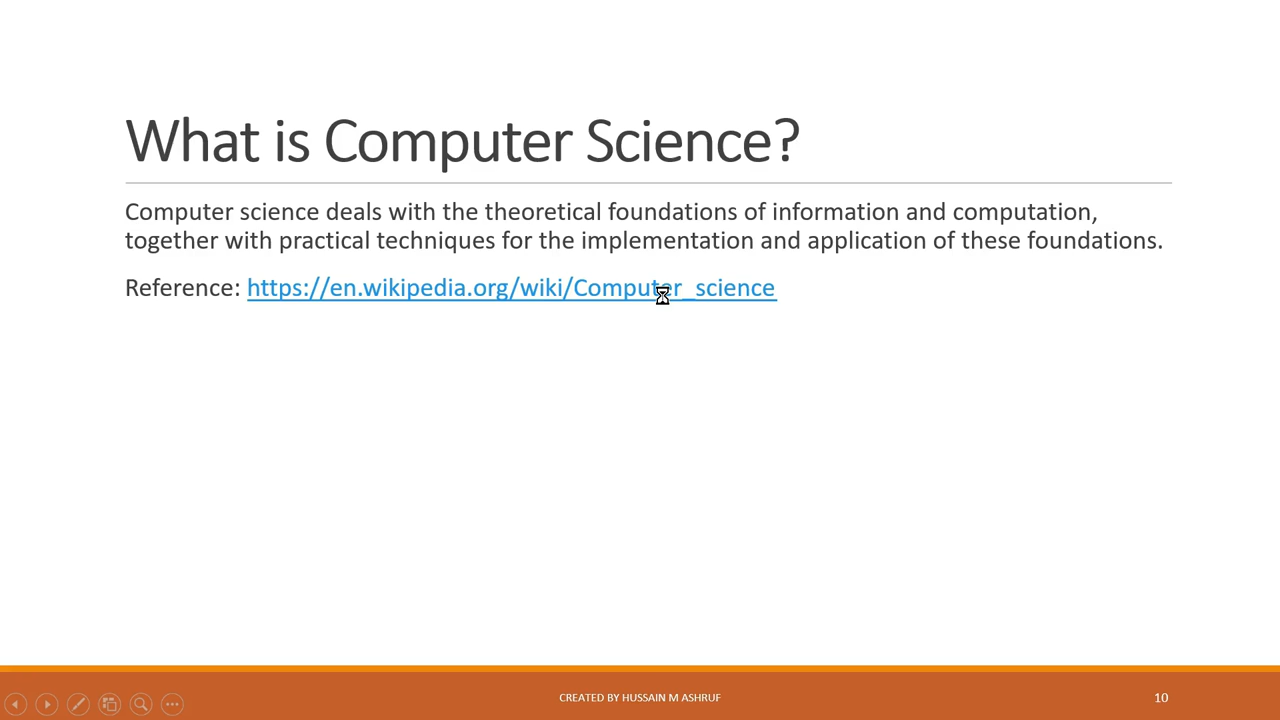 What is Computer Science?
Computer science deals with the theoretical foundations of information and computation,
together with practical techniques for the implementation and application of these foundations.
Reference: https://en.wikipedia.org/wiki/Computer_science
CREATED BY HUSSAIN M ASHRUF
10